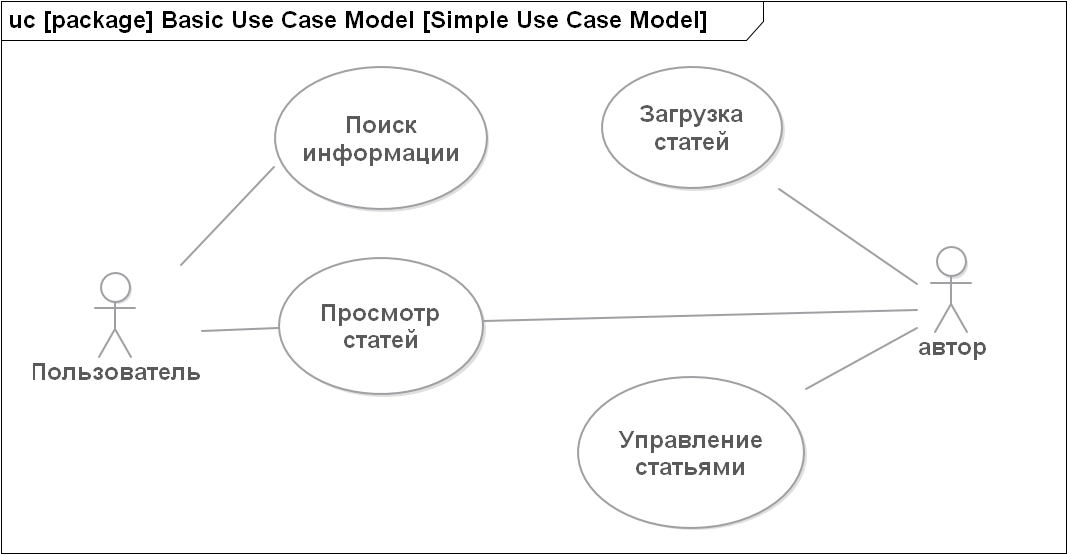 uc [package] Basic Use Case Model [Simple Use Case Model]
Поиск
информации
Загрузка
статей
Просмотр
статей
Пользователь
автор
Управление
статьями